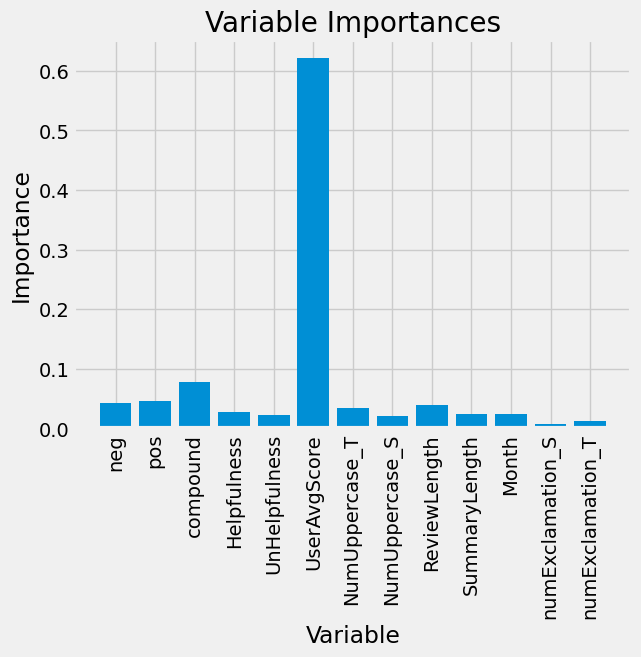 Variable Importances
Importance
0.6
0.5
0.4
0.3
0.2
0.1
0.0
neg
pos
compound
Helpfulness
UnHelpfulness
UserAvgScore
NumUppercase_T
NumUppercase_S
ReviewLength
SummaryLength
Month
numExclamation_S
numExclamation_T
Variable